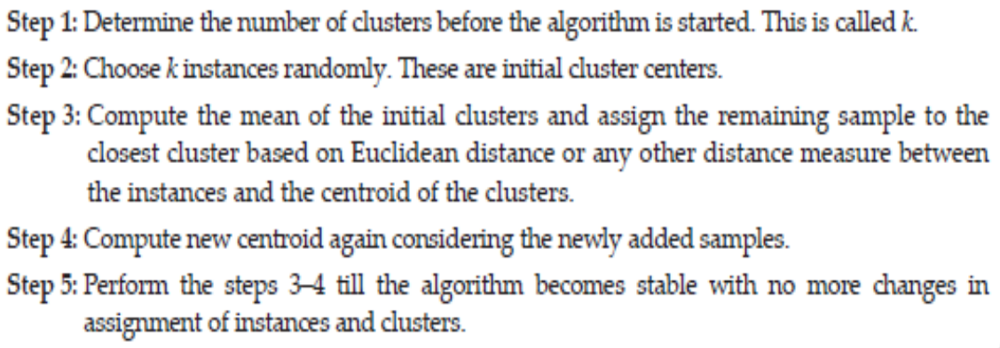 Step 1: Determine the number of clusters before the algorithm is started. This is called k.
Step 2: Choose k instances randomly. These are initial cluster centers.
Step 3: Compute the mean of the initial clusters and assign the remaining sample to the
closest cluster based on Euclidean distance or any other distance measure between
the instances and the centroid of the clusters.
Step 4: Compute new centroid again considering the newly added samples.
Step 5: Perform the steps 3–4 till the algorithm becomes stable with no more changes in
assignment of instances and clusters.